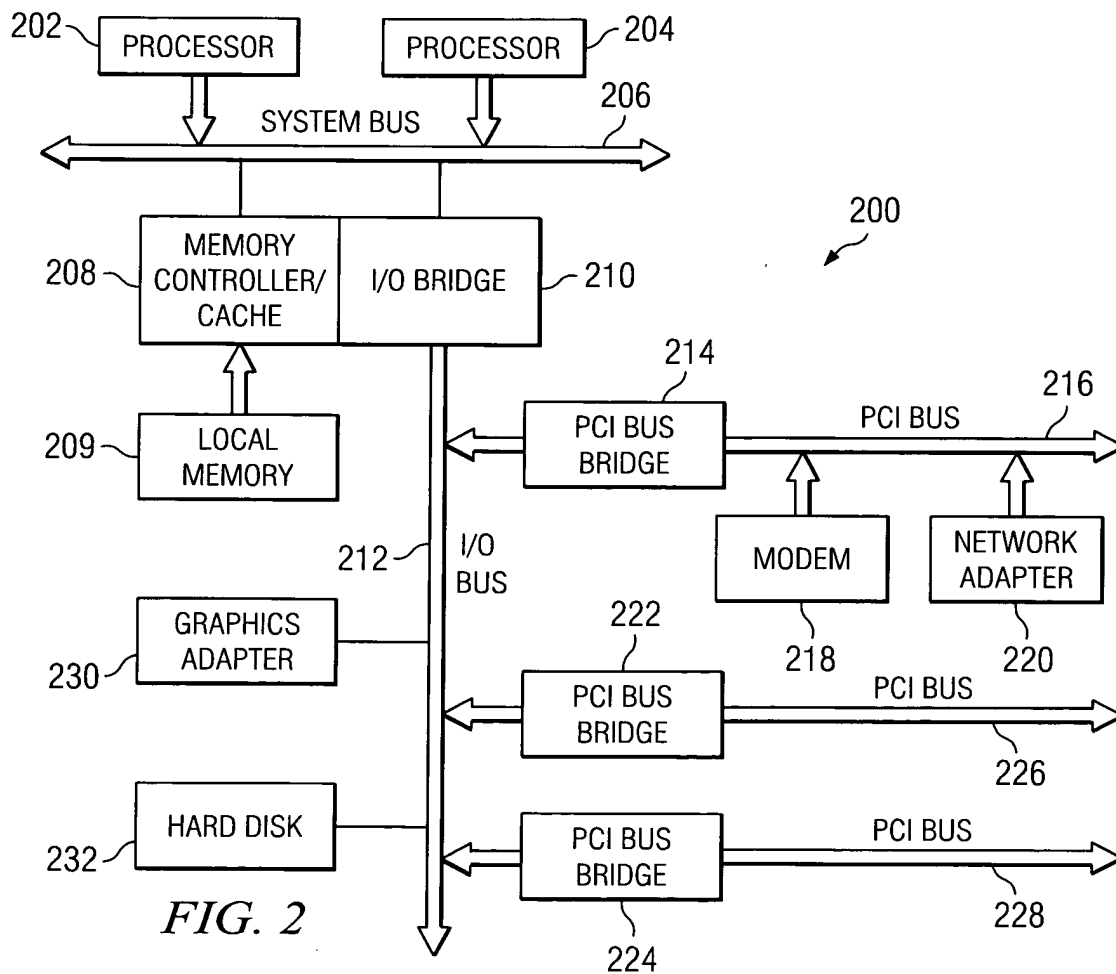 202
PROCESSOR
PROCESSOR
204
SYSTEM BUS
206
200
208
MEMORY
CONTROLLER/
CACHE
I/O BRIDGE
210
214
216
209
LOCAL
MEMORY
PCI BUS
BRIDGE
PCI BUS
212
I/O
BUS
MODEM
NETWORK
ADAPTER
218
220
230
GRAPHICS
ADAPTER
222
PCI BUS
BRIDGE
PCI BUS
226
232
HARD DISK
PCI BUS
BRIDGE
PCI BUS
228
224
FIG. 2